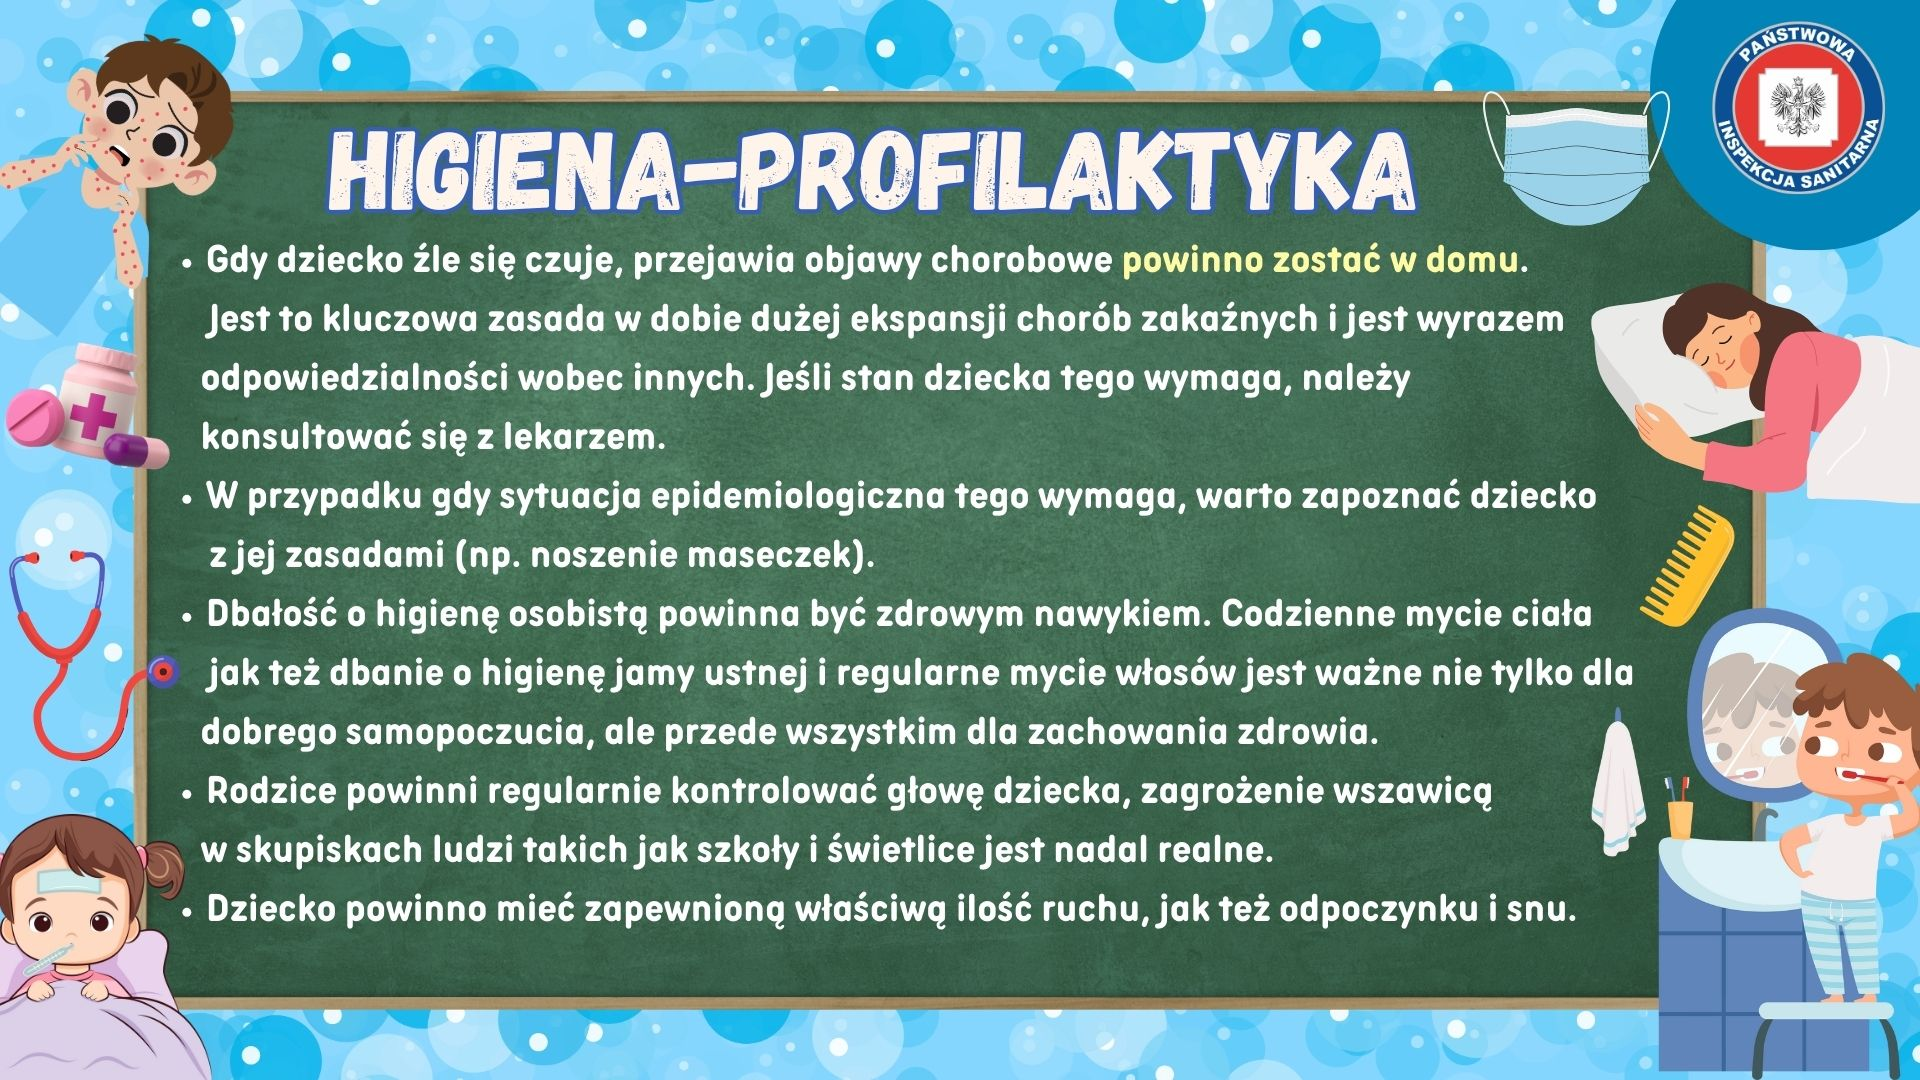 PAŃSTWOWA
INSPEKCJA SANITARNA
HIGIENA-PROFILAKTYKA
• Gdy dziecko źle się czuje, przejawia objawy chorobowe powinno zostać w domu.
Jest to kluczowa zasada w dobie dużej ekspansji chorób zakaźnych i jest wyrazem
odpowiedzialności wobec innych. Jeśli stan dziecka tego wymaga, należy
konsultować się z lekarzem.
• W przypadku gdy sytuacja epidemiologiczna tego wymaga, warto zapoznać dziecko
z jej zasadami (np. noszenie maseczek).
• Dbałość o higienę osobistą powinna być zdrowym nawykiem. Codzienne mycie ciała
jak też dbanie o higienę jamy ustnej i regularne mycie włosów jest ważne nie tylko dla
dobrego samopoczucia, ale przede wszystkim dla zachowania zdrowia.
• Rodzice powinni regularnie kontrolować głowę dziecka, zagrożenie wszawicą
w skupiskach ludzi takich jak szkoły i świetlice jest nadal realne.
• Dziecko powinno mieć zapewnioną właściwą ilość ruchu, jak też odpoczynku i snu.